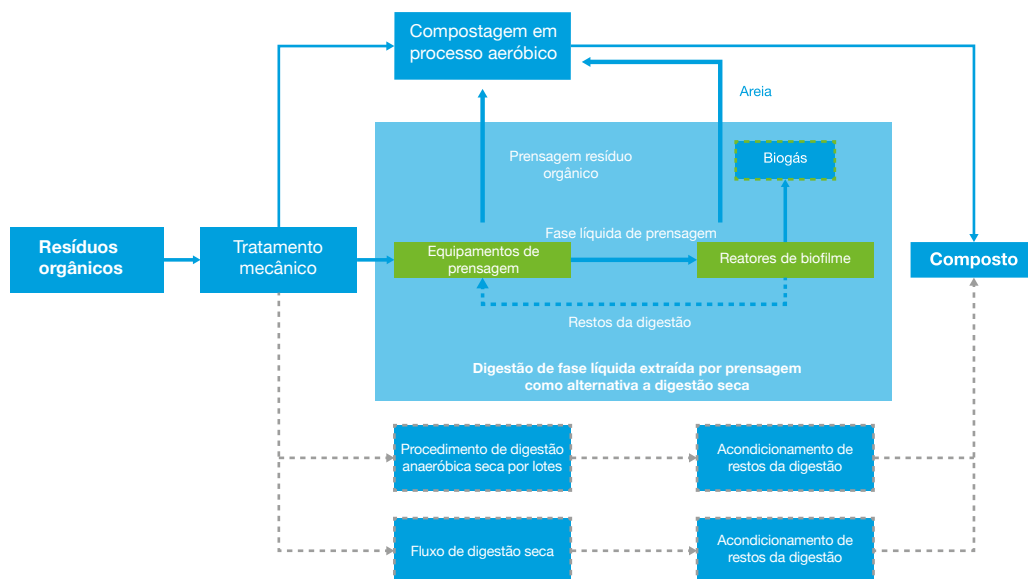 Compostagem em
processo aeróbico
Areia
Prensagem resíduo
orgânico
Biogás
Resíduos
orgânicos
Tratamento
mecânico
Equipamentos de
prensagem
Fase líquida de prensagem
Reatores de biofilme
Composto
Restos da digestão
Digestão de fase líquida extraída por prensagem
como alternativa a digestão seca
Procedimento de digestão
anaeróbica seca por lotes
Acondicionamento de
restos da digestão
Fluxo de digestão seca
Acondicionamento de
restos da digestão